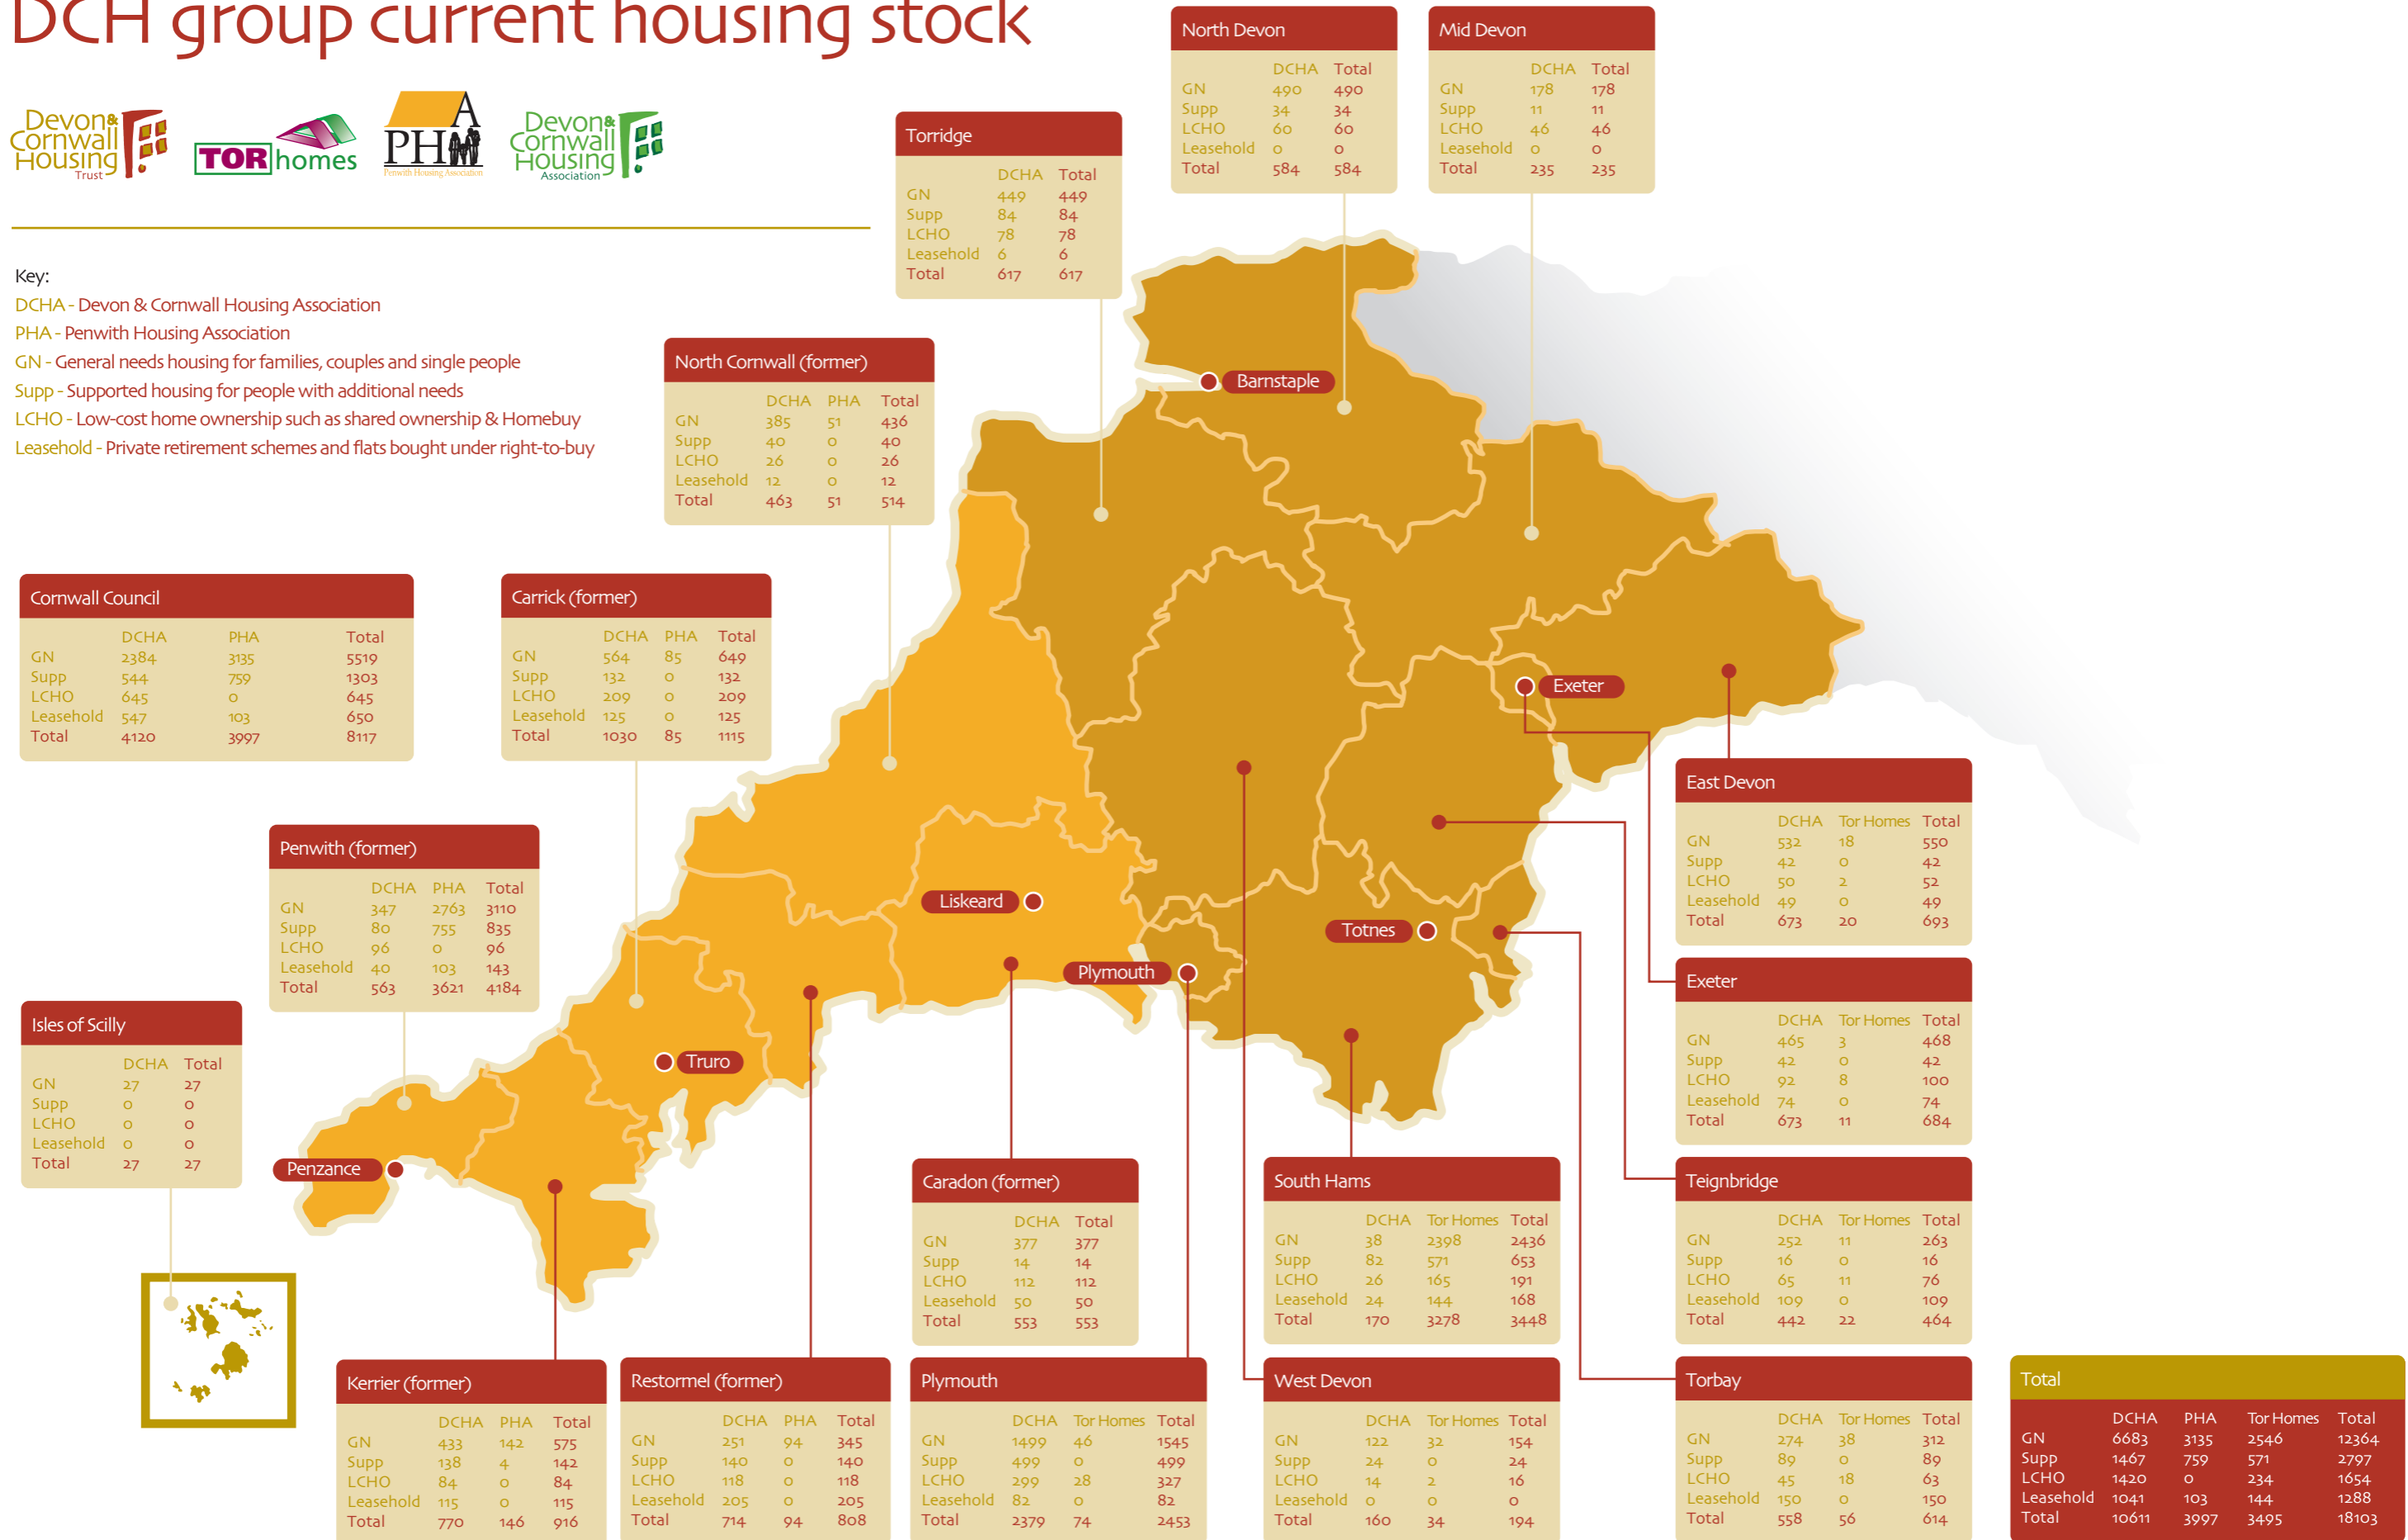 DCH group current housing stock
Devon &
Cornwall
Housing
Trust
TOR homes
PHA
Penwith Housing Association
Devon &
Cornwall
Housing
Association
Key:
DCHA - Devon & Cornwall Housing Association
PHA - Penwith Housing Association
GN - General needs housing for families, couples and single people
Supp - Supported housing for people with additional needs
LCHO - Low-cost home ownership such as shared ownership & Homebuy
Leasehold - Private retirement schemes and flats bought under right-to-buy
North Devon
DCHA Total
GN 490 490
Supp 34 34
LCHO 60 60
Leasehold 0 0
Total 584 584
Mid Devon
DCHA Total
GN 178 178
Supp 11 11
LCHO 46 46
Leasehold 0 0
Total 235 235
Torridge
DCHA Total
GN 449 449
Supp 84 84
LCHO 78 78
Leasehold 6 6
Total 617 617
North Cornwall (former)
DCHA PHA Total
GN 385 51 436
Supp 40 0 40
LCHO 26 0 26
Leasehold 12 0 12
Total 463 51 514
Cornwall Council
DCHA PHA Total
GN 2384 3135 5519
Supp 544 759 1303
LCHO 645 0 645
Leasehold 547 103 650
Total 4120 3997 8117
Carrick (former)
DCHA PHA Total
GN 564 85 649
Supp 132 0 132
LCHO 209 0 209
Leasehold 125 0 125
Total 1030 85 1115
Penwith (former)
DCHA PHA Total
GN 347 2763 3110
Supp 80 755 835
LCHO 96 0 96
Leasehold 40 103 143
Total 563 3621 4184
Isles of Scilly
DCHA Total
GN 27 27
Supp 0 0
LCHO 0 0
Leasehold 0 0
Total 27 27
Barnstaple
Exeter
Liskeard
Totnes
Plymouth
Truro
Penzance
East Devon
DCHA Tor Homes Total
GN 532 18 550
Supp 42 0 42
LCHO 50 2 52
Leasehold 49 0 49
Total 673 20 693
Exeter
DCHA Tor Homes Total
GN 465 3 468
Supp 42 0 42
LCHO 92 8 100
Leasehold 74 0 74
Total 673 11 684
Caradon (former)
DCHA Total
GN 377 377
Supp 14 14
LCHO 112 112
Leasehold 50 50
Total 553 553
South Hams
DCHA Tor Homes Total
GN 38 2398 2436
Supp 82 571 653
LCHO 26 165 191
Leasehold 24 144 168
Total 170 3278 3448
Teignbridge
DCHA Tor Homes Total
GN 252 11 263
Supp 16 0 16
LCHO 65 11 76
Leasehold 109 0 109
Total 442 22 464
Kerrier (former)
DCHA PHA Total
GN 433 142 575
Supp 138 4 142
LCHO 84 0 84
Leasehold 115 0 115
Total 770 146 916
Restormel (former)
DCHA PHA Total
GN 251 94 345
Supp 140 0 140
LCHO 118 0 118
Leasehold 205 0 205
Total 714 94 808
Plymouth
DCHA Tor Homes Total
GN 1499 46 1545
Supp 499 0 499
LCHO 299 28 327
Leasehold 82 0 82
Total 2379 74 2453
West Devon
DCHA Tor Homes Total
GN 122 32 154
Supp 24 0 24
LCHO 14 2 16
Leasehold 0 0 0
Total 160 34 194
Torbay
DCHA Tor Homes Total
GN 274 38 312
Supp 89 0 89
LCHO 45 18 63
Leasehold 150 0 150
Total 558 56 614
Total
DCHA PHA Tor Homes Total
GN 6683 3135 2546 12364
Supp 1467 759 571 2797
LCHO 1420 0 234 1654
Leasehold 1041 103 144 1288
Total 10611 3997 3495 18103